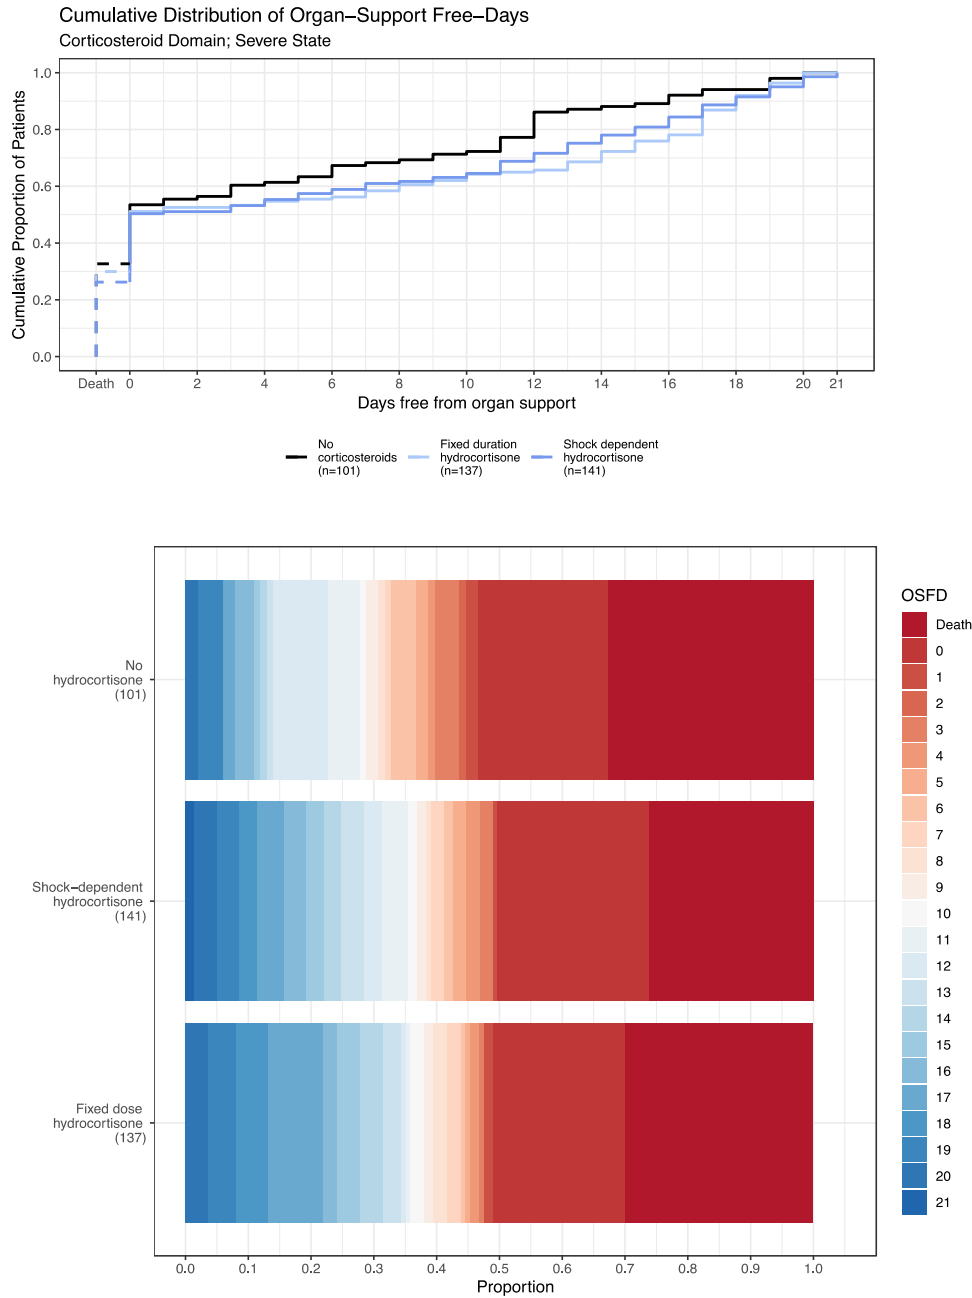 Cumulative Distribution of Organ−Support Free−Days
Corticosteroid Domain; Severe State
Cumulative Proportion of Patients
1.0
0.8
0.6
0.4
0.2
0.0
Death 0 2 4 6 8 10 12 14 16 18 20 21
Days free from organ support
No
corticosteroids
(n=101)
Fixed duration
hydrocortisone
(n=137)
Shock dependent
hydrocortisone
(n=141)
No
hydrocortisone
(101)
Shock−dependent
hydrocortisone
(141)
Fixed dose
hydrocortisone
(137)
0.0 0.1 0.2 0.3 0.4 0.5 0.6 0.7 0.8 0.9 1.0
Proportion
OSFD
Death
0
1
2
3
4
5
6
7
8
9
10
11
12
13
14
15
16
17
18
19
20
21